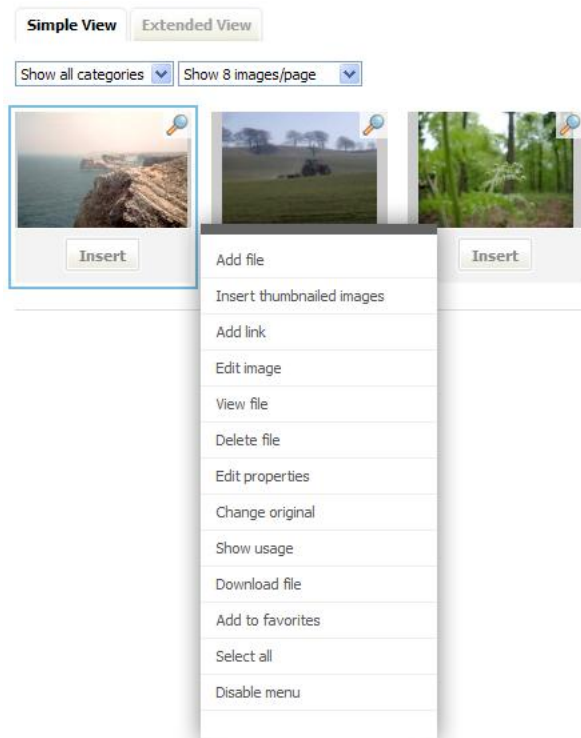 Simple View Extended View
Show all categories Show 8 images/page
Insert Insert
Add file
Insert thumbnailed images
Add link
Edit image
View file
Delete file
Edit properties
Change original
Show usage
Download file
Add to favorites
Select all
Disable menu